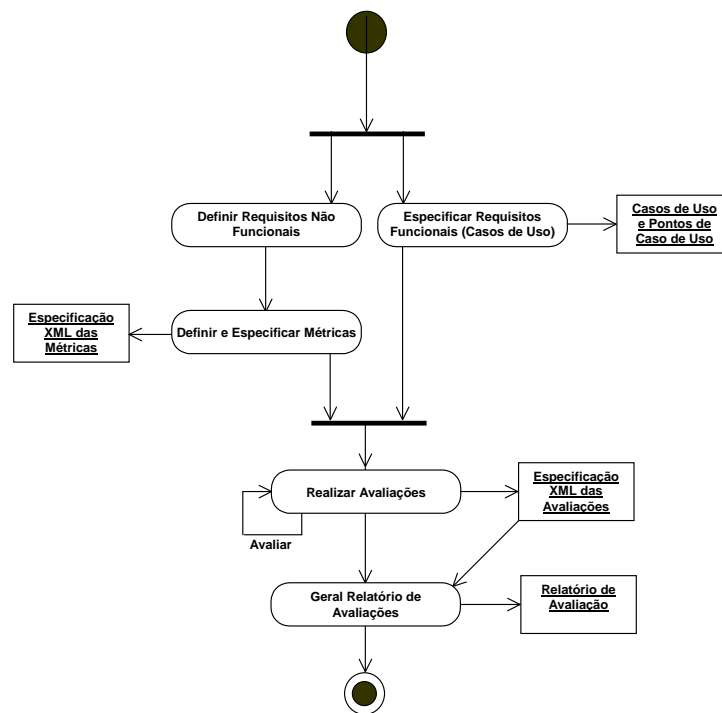 Definir Requisitos Não
Funcionais
Especificar Requisitos
Funcionais (Casos de Uso)
Casos de Uso
e Pontos de
Caso de Uso
Especificação
XML das
Métricas
Definir e Especificar Métricas
Realizar Avaliações
Especificação
XML das
Avaliações
Avaliar
Geral Relatório de
Avaliações
Relatório de
Avaliação